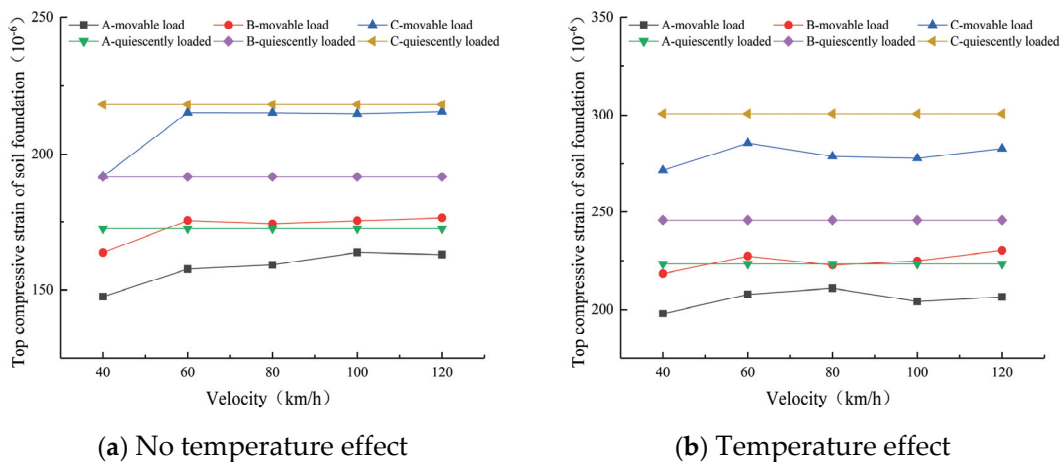 250
200
150
Top compressive strain of soil foundation（10⁻⁶）
A-movable load B-movable load C-movable load
A-quiescently loaded B-quiescently loaded C-quiescently loaded
40 60 80 100 120
Velocity（km/h）
(a) No temperature effect
350
300
250
200
Top compressive strain of soil foundation（10⁻⁶）
A-movable load B-movable load C-movable load
A-quiescently loaded B-quiescently loaded C-quiescently loaded
40 60 80 100 120
Velocity（km/h）
(b) Temperature effect